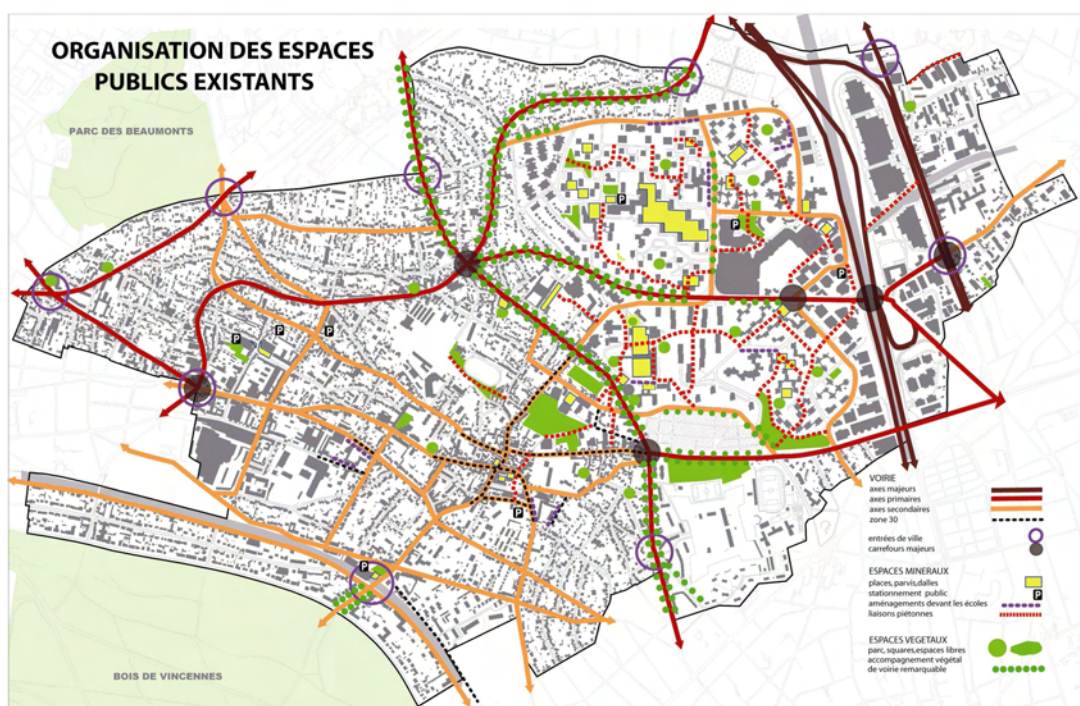 ORGANISATION DES ESPACES
PUBLICS EXISTANTS
PARC DES BEAUMONTS
P
P
P
P
P
P
P
P
BOIS DE VINCENNES
VOIRIE
axes majeurs
axes primaires
axes secondaires
zone 30
entrées de ville
carrefours majeurs
ESPACES MINERAUX
places, parvis,dalles
stationnement public
P
aménagements devant les écoles
liaisons piétonnes
ESPACES VEGETAUX
parc, squares,espaces libres
accompagnement végétal
de voirie remarquable